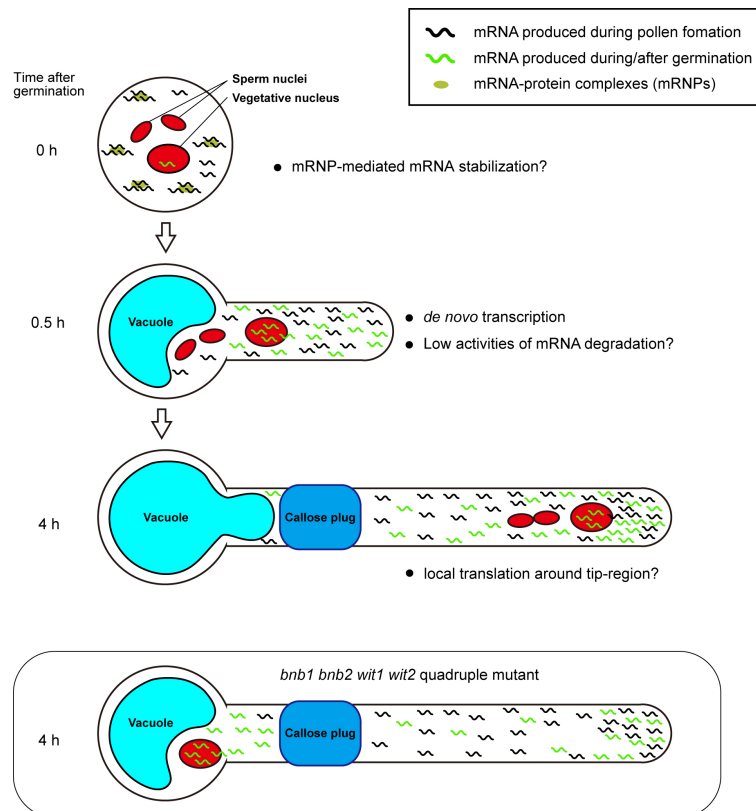 mRNA produced during pollen fomation
mRNA produced during/after germination
mRNA-protein complexes (mRNPs)
Time after
germination
Sperm nuclei
Vegetative nucleus
0 h
● mRNP-mediated mRNA stabilization?
0.5 h
Vacuole
● de novo transcription
● Low activities of mRNA degradation?
4 h
Vacuole
Callose plug
● local translation around tip-region?
bnb1 bnb2 wit1 wit2 quadruple mutant
4 h
Vacuole
Callose plug